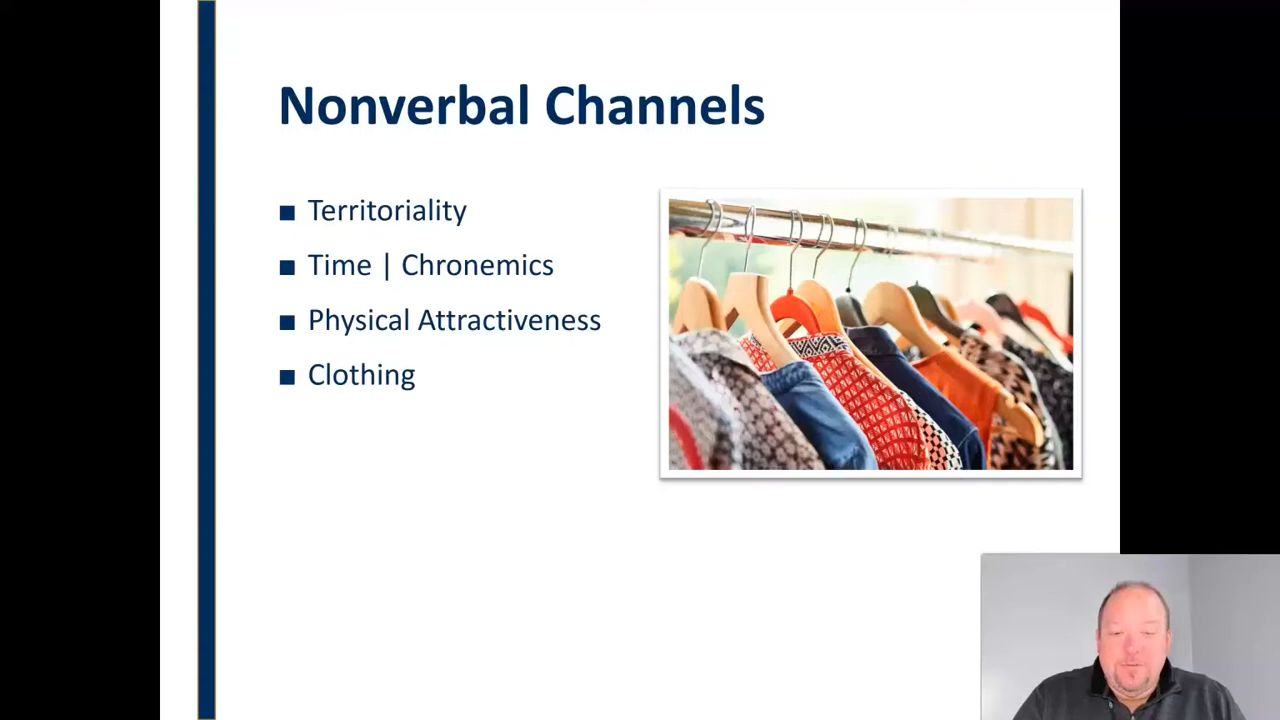 Nonverbal Channels
■ Territoriality
■ Time | Chronemics
■ Physical Attractiveness
■ Clothing